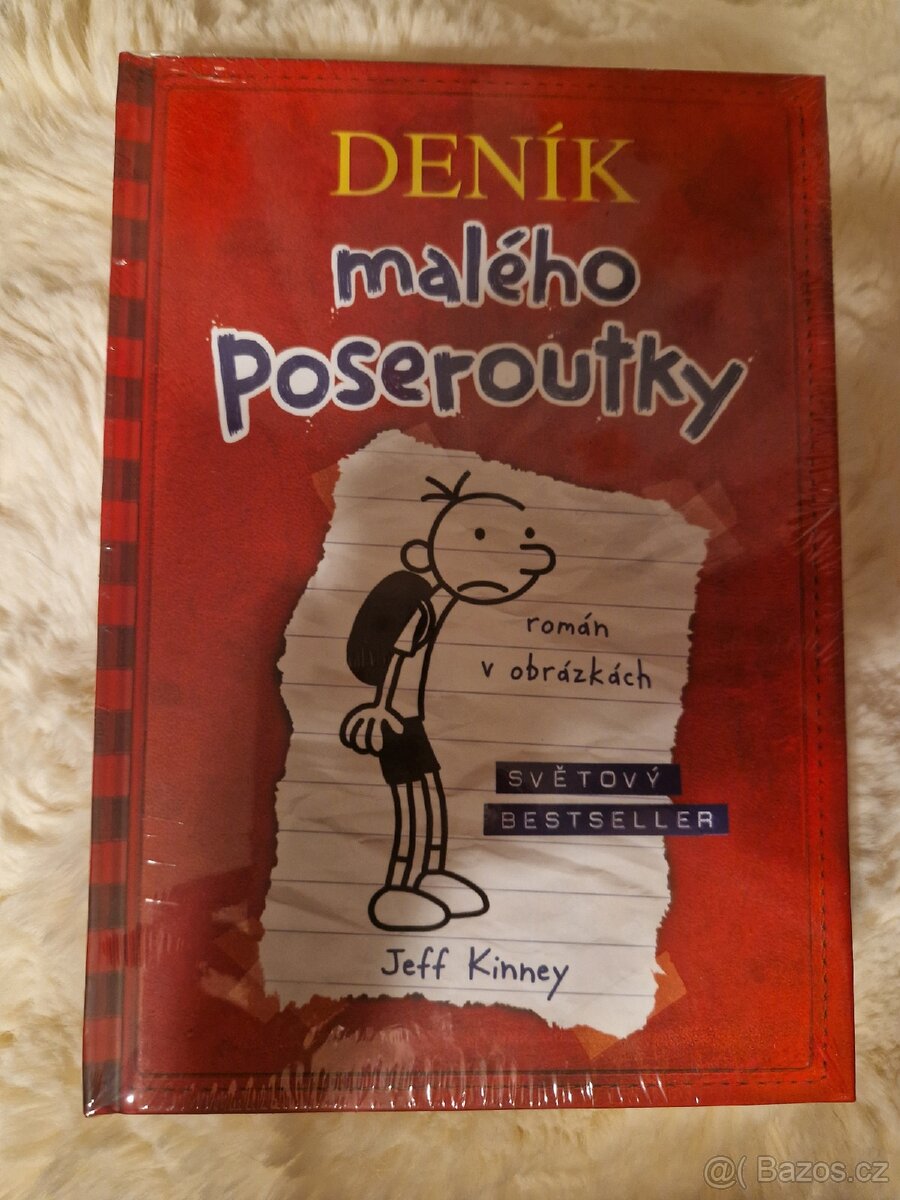 DENÍK
malého
poseroutky
román
v obrázkách
SVĚTOVÝ
BESTSELLER
Jeff Kinney
@( Bazos.cz